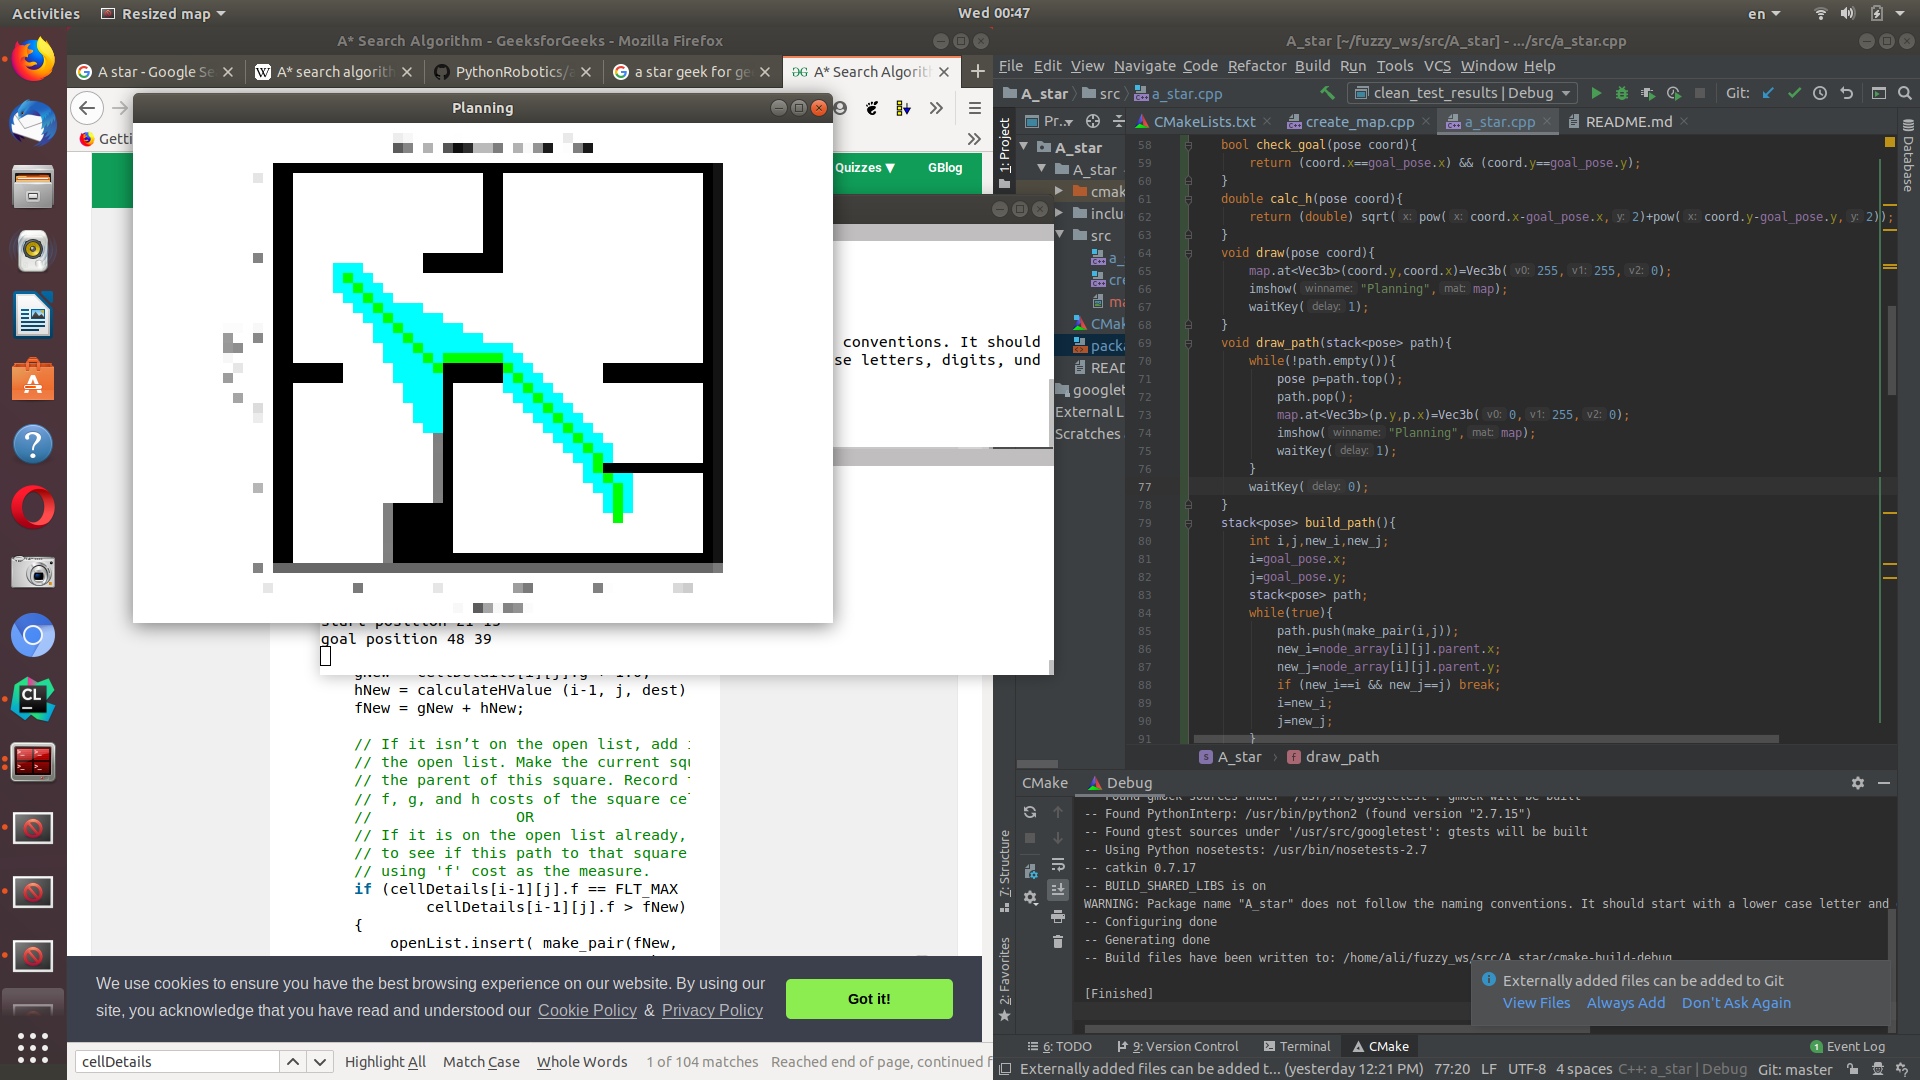 Activities
Resized map
Wed 00:47
en
A* Search Algorithm - GeeksforGeeks - Mozilla Firefox
A star - Google Se
A* search algorith
PythonRobotics/
a star geek for ge
A* Search Algorit
Getti
Quizzes ▼
GBlog
Planning
conventions. It should
se letters, digits, und
start position 21 15
goal position 48 39
hNew = calculateHValue (i-1, j, dest)
fNew = gNew + hNew;
// If it isn't on the open list, add
// the open list. Make the current squ
// the parent of this square. Record
// f, g, and h costs of the square ce
// OR
// If it is on the open list already,
// to see if this path to that square
// using 'f' cost as the measure.
if (cellDetails[i-1][j].f == FLT_MAX
cellDetails[i-1][j].f > fNew)
{
openList.insert( make_pair(fNew,
We use cookies to ensure you have the best browsing experience on our website. By using our
site, you acknowledge that you have read and understood our Cookie Policy & Privacy Policy
Got it!
cellDetails
Highlight All
Match Case
Whole Words
1 of 104 matches
Reached end of page, continued f
A_star [~/fuzzy_ws/src/A_star] - .../src/a_star.cpp
File Edit View Navigate Code Refactor Build Run Tools VCS Window Help
A_star
src
a_star.cpp
clean_test_results | Debug
Git:
1: Project
Pr...
CMakeLists.txt
create_map.cpp
a_star.cpp
README.md
Database
A_star
A_star
cmak
inclu
src
a_
cre
ma
CMak
packa
READ
googlet
External L
Scratches
58 bool check_goal(pose coord){
59 return (coord.x==goal_pose.x) && (coord.y==goal_pose.y);
60 }
61 double calc_h(pose coord){
62 return (double) sqrt( x: pow( x: coord.x-goal_pose.x, y: 2)+pow( x: coord.y-goal_pose.y, y: 2));
63 }
64 void draw(pose coord){
65 map.at<Vec3b>(coord.y,coord.x)=Vec3b( v0: 255, v1: 255, v2: 0);
66 imshow( winname: "Planning", mat: map);
67 waitKey( delay: 1);
68 }
69 void draw_path(stack<pose> path){
70 while(!path.empty()){
71 pose p=path.top();
72 path.pop();
73 map.at<Vec3b>(p.y,p.x)=Vec3b( v0: 0, v1: 255, v2: 0);
74 imshow( winname: "Planning", mat: map);
75 waitKey( delay: 1);
76 }
77 waitKey( delay: 0);
78 }
79 stack<pose> build_path(){
80 int i,j,new_i,new_j;
81 i=goal_pose.x;
82 j=goal_pose.y;
83 stack<pose> path;
84 while(true){
85 path.push(make_pair(i,j));
86 new_i=node_array[i][j].parent.x;
87 new_j=node_array[i][j].parent.y;
88 if (new_i==i && new_j==j) break;
89 i=new_i;
90 j=new_j;
91 }
A_star
draw_path
CMake
Debug
-- Found gmock sources under '/usr/src/googletest': gmock will be built
-- Found PythonInterp: /usr/bin/python2 (found version "2.7.15")
-- Found gtest sources under '/usr/src/googletest': gtests will be built
-- Using Python nosetests: /usr/bin/nosetests-2.7
-- catkin 0.7.17
-- BUILD_SHARED_LIBS is on
WARNING: Package name "A_star" does not follow the naming conventions. It should start with a lower case letter and
-- Configuring done
-- Generating done
-- Build files have been written to: /home/ali/fuzzy_ws/src/A_star/cmake-build-debug
[Finished]
7: Structure
2: Favorites
Externally added files can be added to Git
View Files
Always Add
Don't Ask Again
6: TODO
9: Version Control
Terminal
CMake
1 Event Log
Externally added files can be added t... (yesterday 12:21 PM)
77:20
LF
UTF-8
4 spaces
C++: a_star | Debug
Git: master